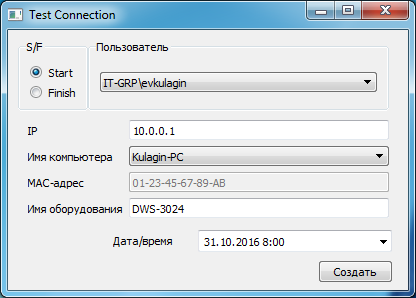 Test Connection
S/F
Пользователь
Start
Finish
IT-GRP\evkulagin
IP
10.0.0.1
Имя компьютера
Kulagin-PC
MAC-адрес
01-23-45-67-89-AB
Имя оборудования
DWS-3024
Дата/время
31.10.2016 8:00
Создать